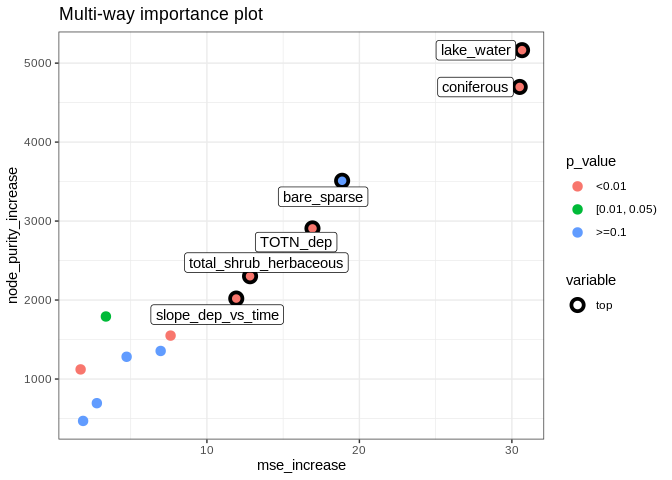 Multi-way importance plot
node_purity_increase
5000
4000
3000
2000
1000
lake_water
coniferous
bare_sparse
TOTN_dep
total_shrub_herbaceous
slope_dep_vs_time
10
20
30
mse_increase
p_value
<0.01
[0.01, 0.05)
>=0.1
variable
top